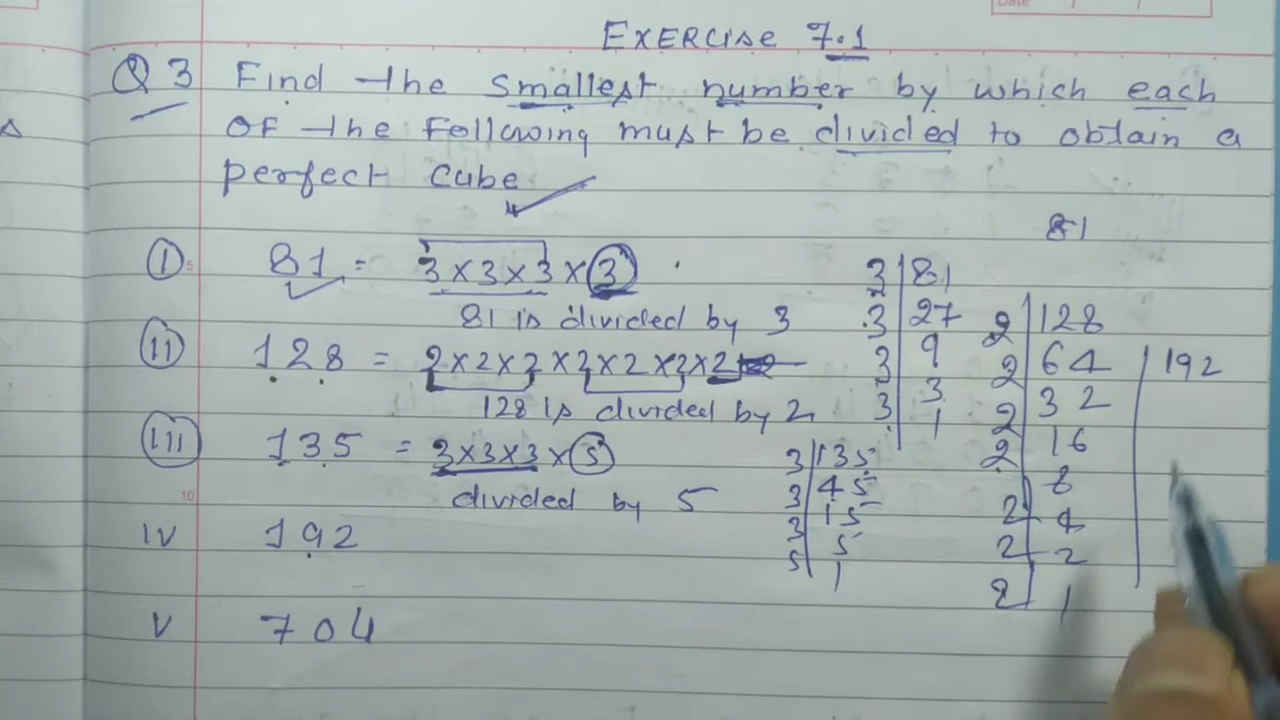 Date
EXERCISE 7.1
Q3 Find the smallest number by which each
of the following must be divided to obtain a
perfect cube
(i) 81 = 3×3×3×3
81 is divided by 3
(ii) 128 = 2×2×2×2×2×2×2
128 is divided by 2
(iii) 135 = 3×3×3×5
divided by 5
iv 192
v 704
5
10
81
3 | 81
3 | 27
3 | 9
3 | 3
1
2 | 128
2 | 64
2 | 32
2 | 16
8
2 | 4
2 | 2
2 | 1
3 | 135
3 | 45
3 | 15
5 | 5
1
192